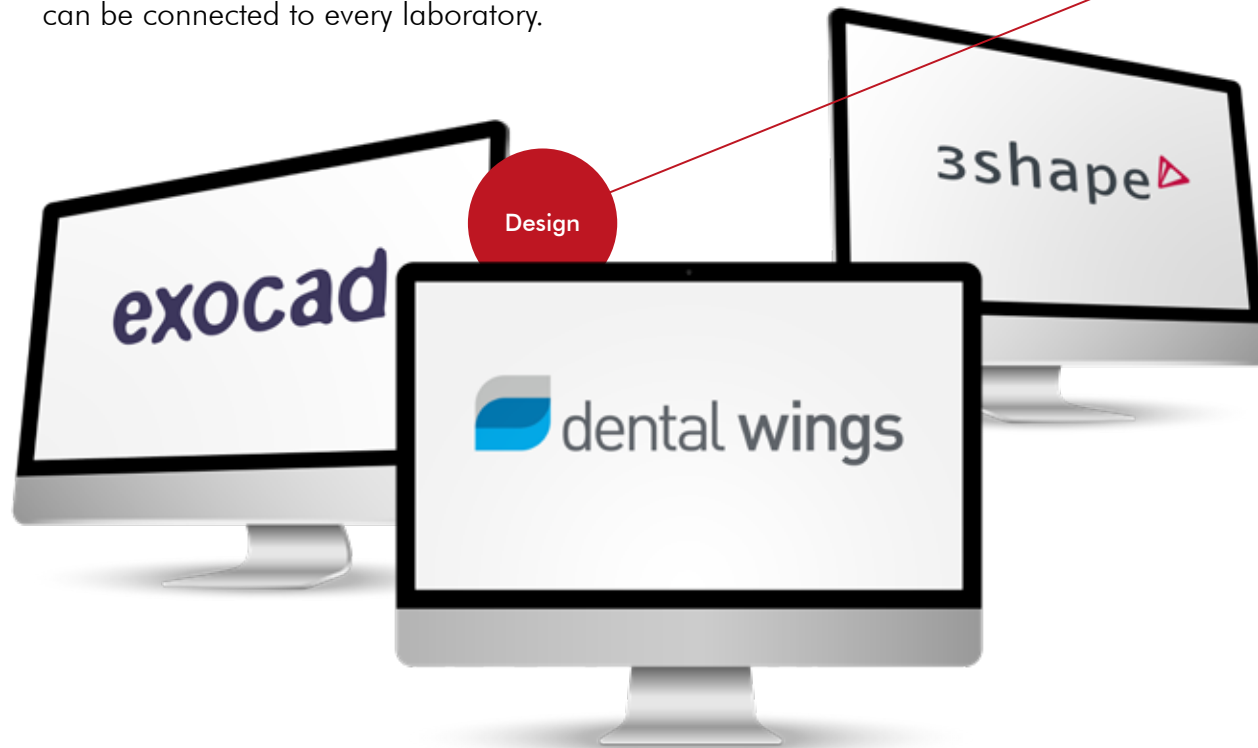 can be connected to every laboratory.
3shape
Design
exocad
dental wings